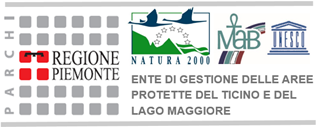 PARCHI
REGIONE
PIEMONTE
NATURA 2000
MaB
UNESCO
ENTE DI GESTIONE DELLE AREE
PROTETTE DEL TICINO E DEL
LAGO MAGGIORE